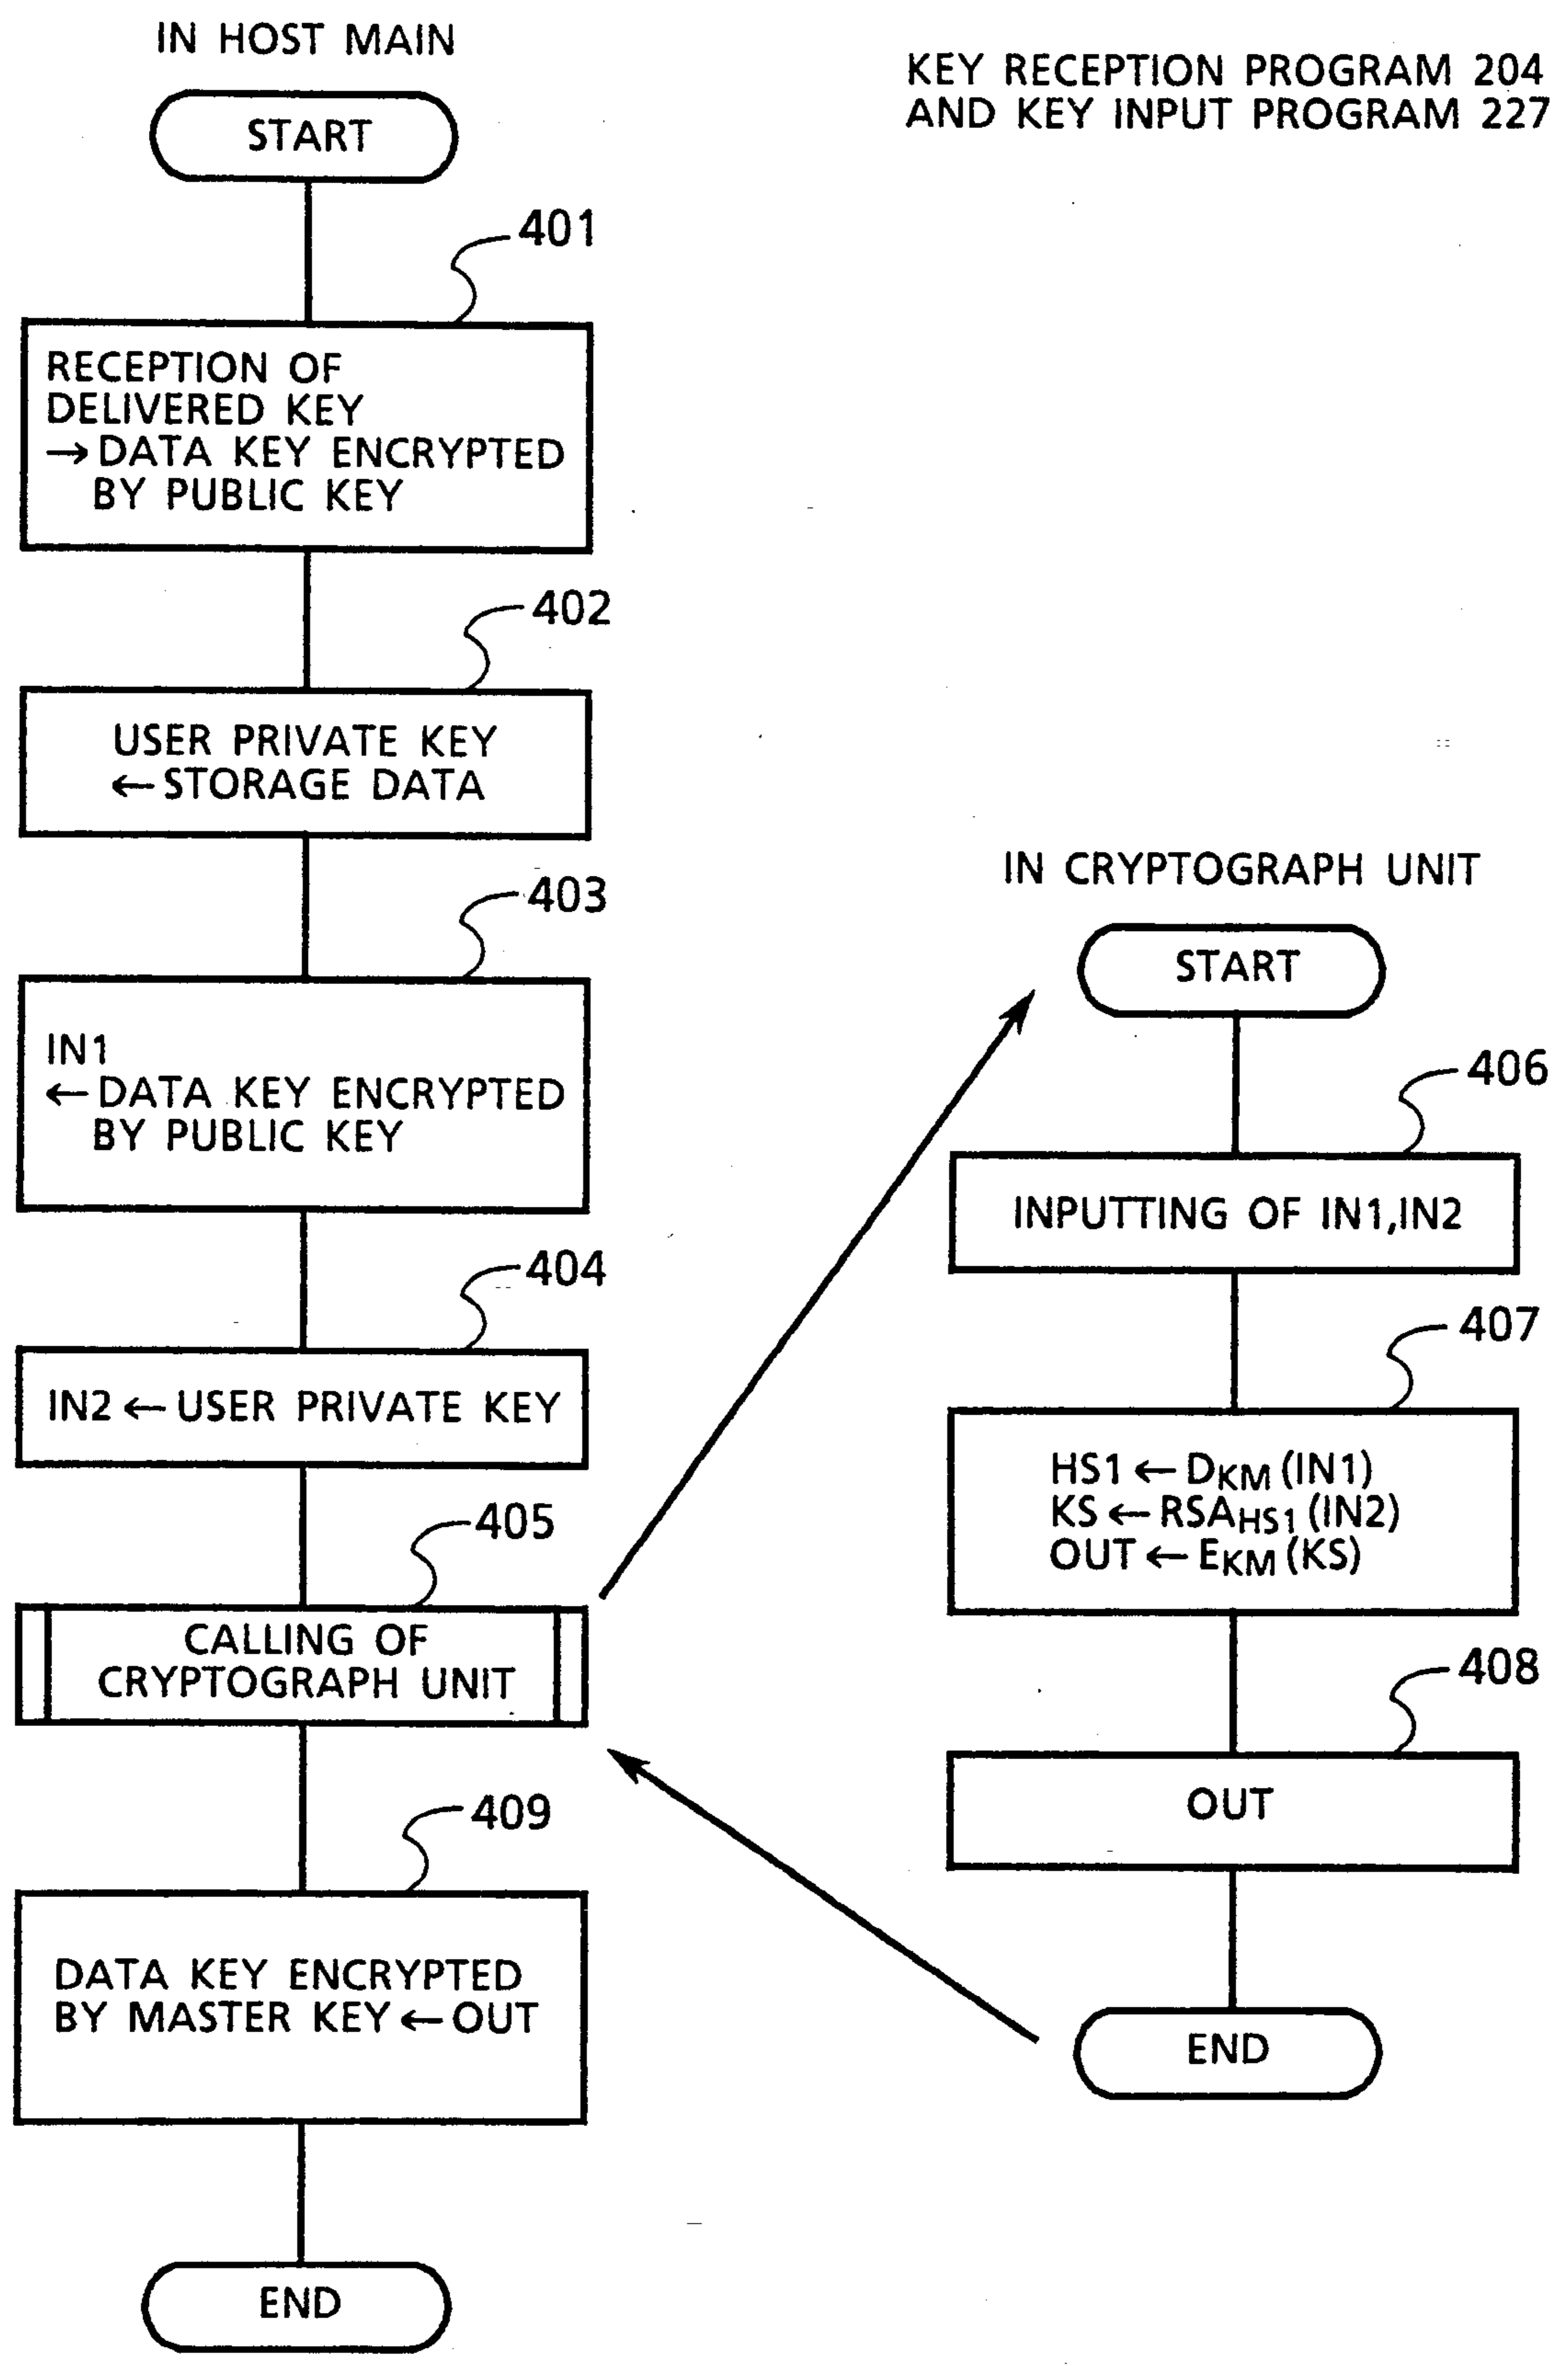 IN HOST MAIN
KEY RECEPTION PROGRAM 204
AND KEY INPUT PROGRAM 227
START
401
RECEPTION OF
DELIVERED KEY
→ DATA KEY ENCRYPTED
BY PUBLIC KEY
402
USER PRIVATE KEY
← STORAGE DATA
403
IN1
← DATA KEY ENCRYPTED
BY PUBLIC KEY
404
IN2 ← USER PRIVATE KEY
405
CALLING OF
CRYPTOGRAPH UNIT
409
DATA KEY ENCRYPTED
BY MASTER KEY ← OUT
END
IN CRYPTOGRAPH UNIT
START
406
INPUTTING OF IN1,IN2
407
HS1 ← DKM (IN1)
KS ← RSAHS1 (IN2)
OUT ← EKM (KS)
408
OUT
END